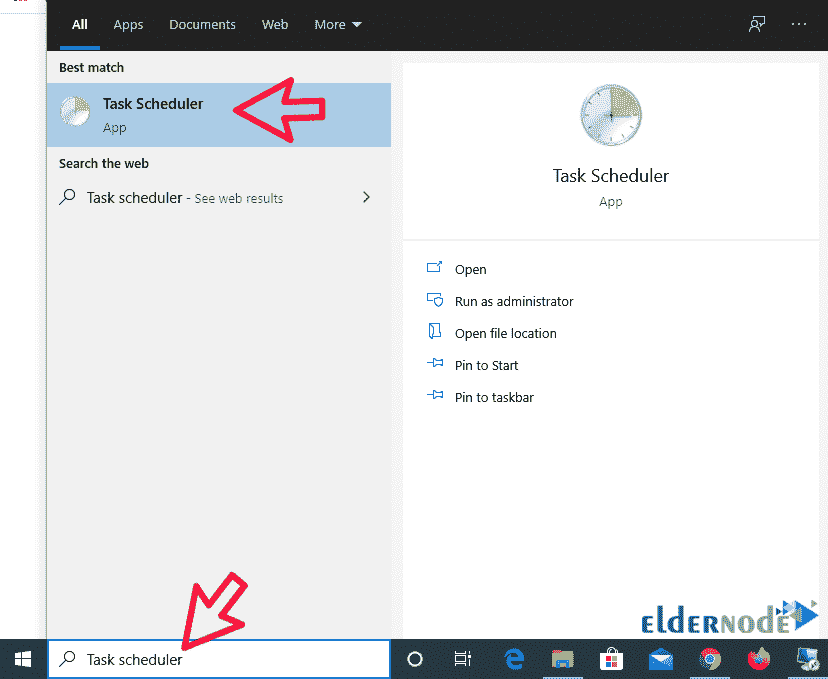 All Apps Documents Web More
Best match
Task Scheduler
App
Search the web
Task scheduler - See web results
Task Scheduler
App
Open
Run as administrator
Open file location
Pin to Start
Pin to taskbar
ELDERNODE
Task scheduler